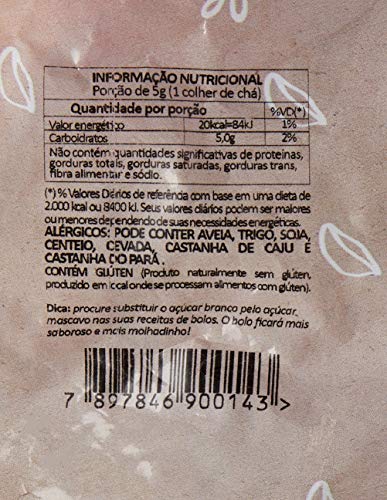 INFORMAÇÃO NUTRICIONAL
Porção de 5g (1 colher de chá)
Quantidade por porção %VD(*)
Valor energético 20kcal=84kJ 1%
Carboidratos 5,0g 2%
Não contém quantidades significativas de proteínas,
gorduras totais, gorduras saturadas, gorduras trans,
fibra alimentar e sódio.
(*) % Valores Diários de referência com base em uma dieta de
2.000 kcal ou 8400 kJ. Seus valores diários podem ser maiores
ou menores dependendo de suas necessidades energéticas.
ALÉRGICOS: PODE CONTER AVEIA, TRIGO, SOJA,
CENTEIO, CEVADA, CASTANHA DE CAJU E
CASTANHA DO PARÁ.
CONTÉM GLÚTEN (Produto naturalmente sem glúten,
produzido em local onde se processam alimentos com glúten).
Dica: procure substituir o açúcar branco pelo açúcar
mascavo nas suas receitas de bolos. O bolo ficará mais
saboroso e mais molhadinho!
7 897846 900143 >